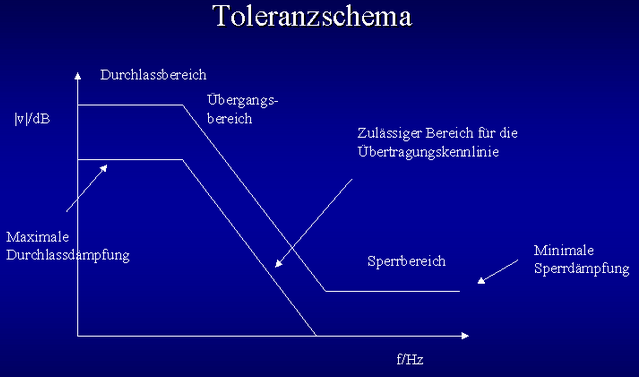 Toleranzschema
Durchlassbereich
Übergangs-
bereich
|v|/dB
Zulässiger Bereich für die
Übertragungskennlinie
Maximale
Durchlassdämpfung
Sperrbereich
Minimale
Sperrdämpfung
f/Hz